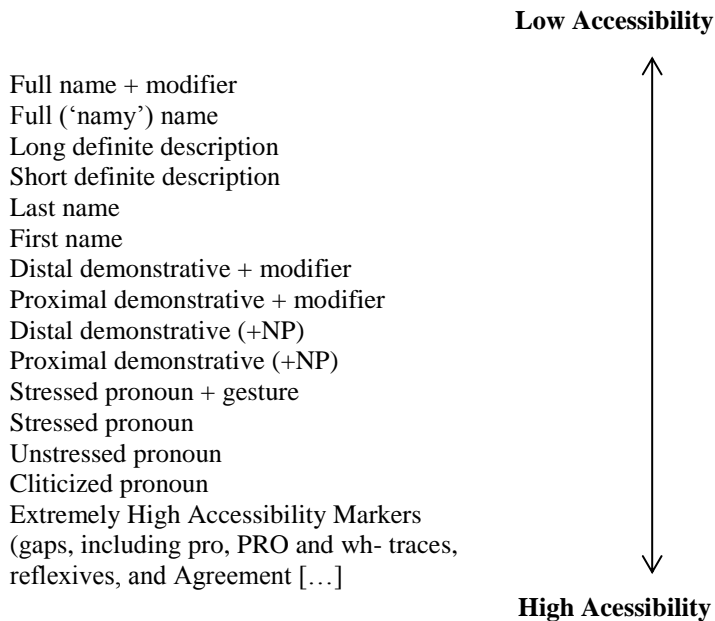 Low Accessibility
Full name + modifier
Full (‘namy’) name
Long definite description
Short definite description
Last name
First name
Distal demonstrative + modifier
Proximal demonstrative + modifier
Distal demonstrative (+NP)
Proximal demonstrative (+NP)
Stressed pronoun + gesture
Stressed pronoun
Unstressed pronoun
Cliticized pronoun
Extremely High Accessibility Markers
(gaps, including pro, PRO and wh- traces,
reflexives, and Agreement […]
High Acessibility